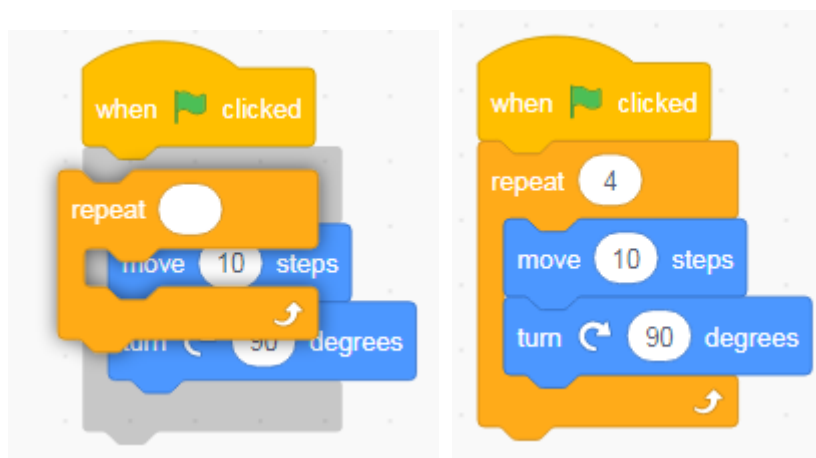 when clicked
repeat
move 10 steps
turn 90 degrees
when clicked
repeat 4
move 10 steps
turn 90 degrees